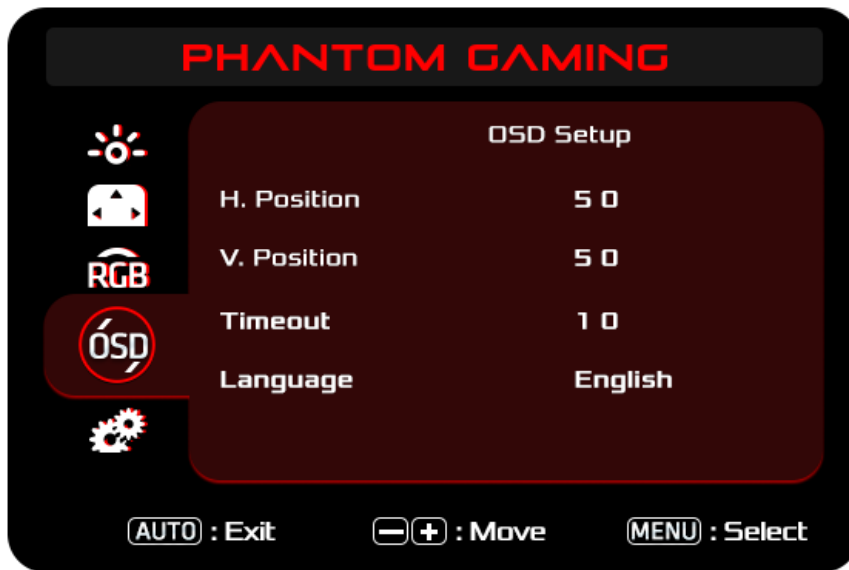 PHANTOM GAMING
OSD Setup
H. Position 50
V. Position 50
RGB
Timeout 10
OSD
Language English
AUTO : Exit - + : Move MENU : Select